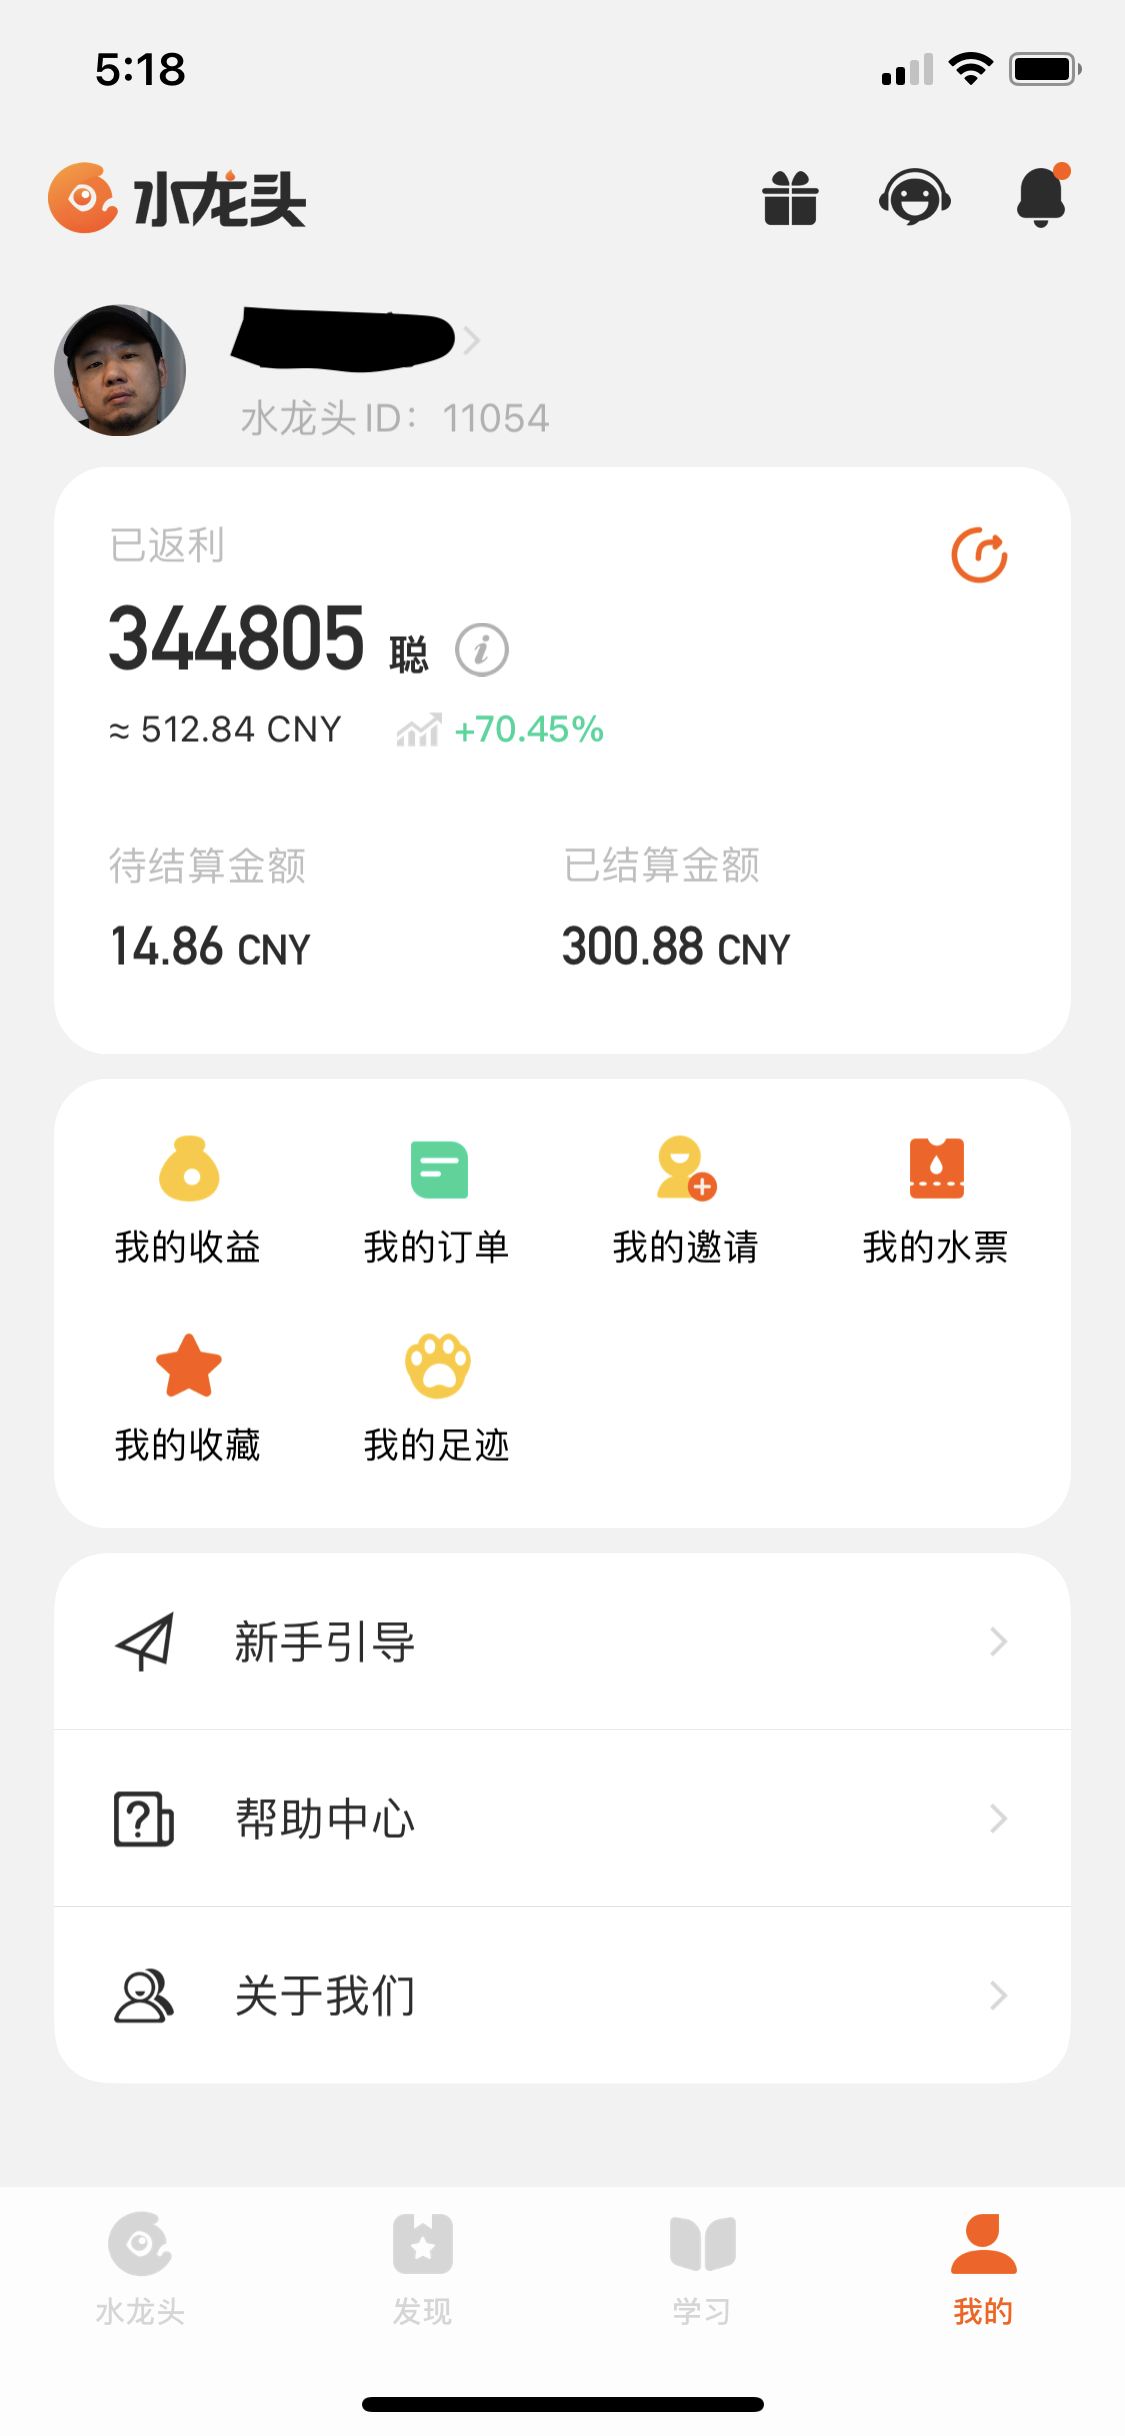 5:18
水龙头
水龙头ID: 11054
已返利
344805 聪
≈ 512.84 CNY +70.45%
待结算金额 已结算金额
14.86 CNY 300.88 CNY
我的收益 我的订单 我的邀请 我的水票
我的收藏 我的足迹
新手引导
帮助中心
关于我们
水龙头 发现 学习 我的